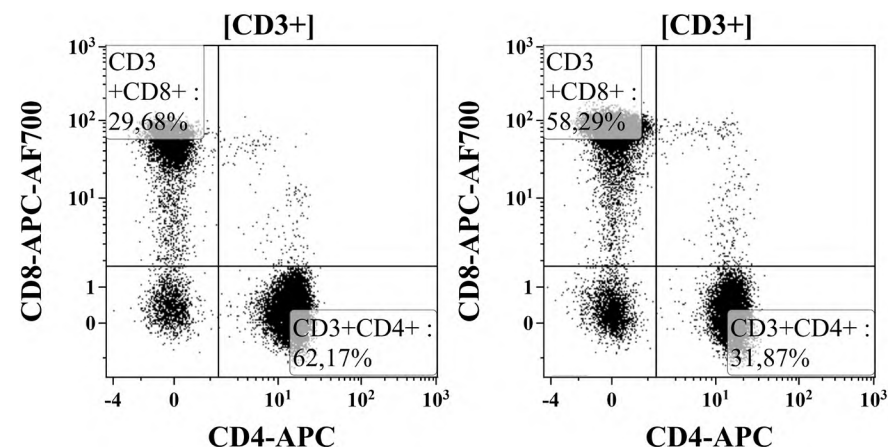 [CD3+]
10³
CD3
+CD8+ :
29,68%
10²
10¹
1
0
CD3+CD4+ :
62,17%
-4
0
10¹
10²
10³
CD8-APC-AF700
CD4-APC
[CD3+]
10³
CD3
+CD8+ :
58,29%
10²
10¹
1
0
CD3+CD4+ :
31,87%
-4
0
10¹
10²
10³
CD8-APC-AF700
CD4-APC